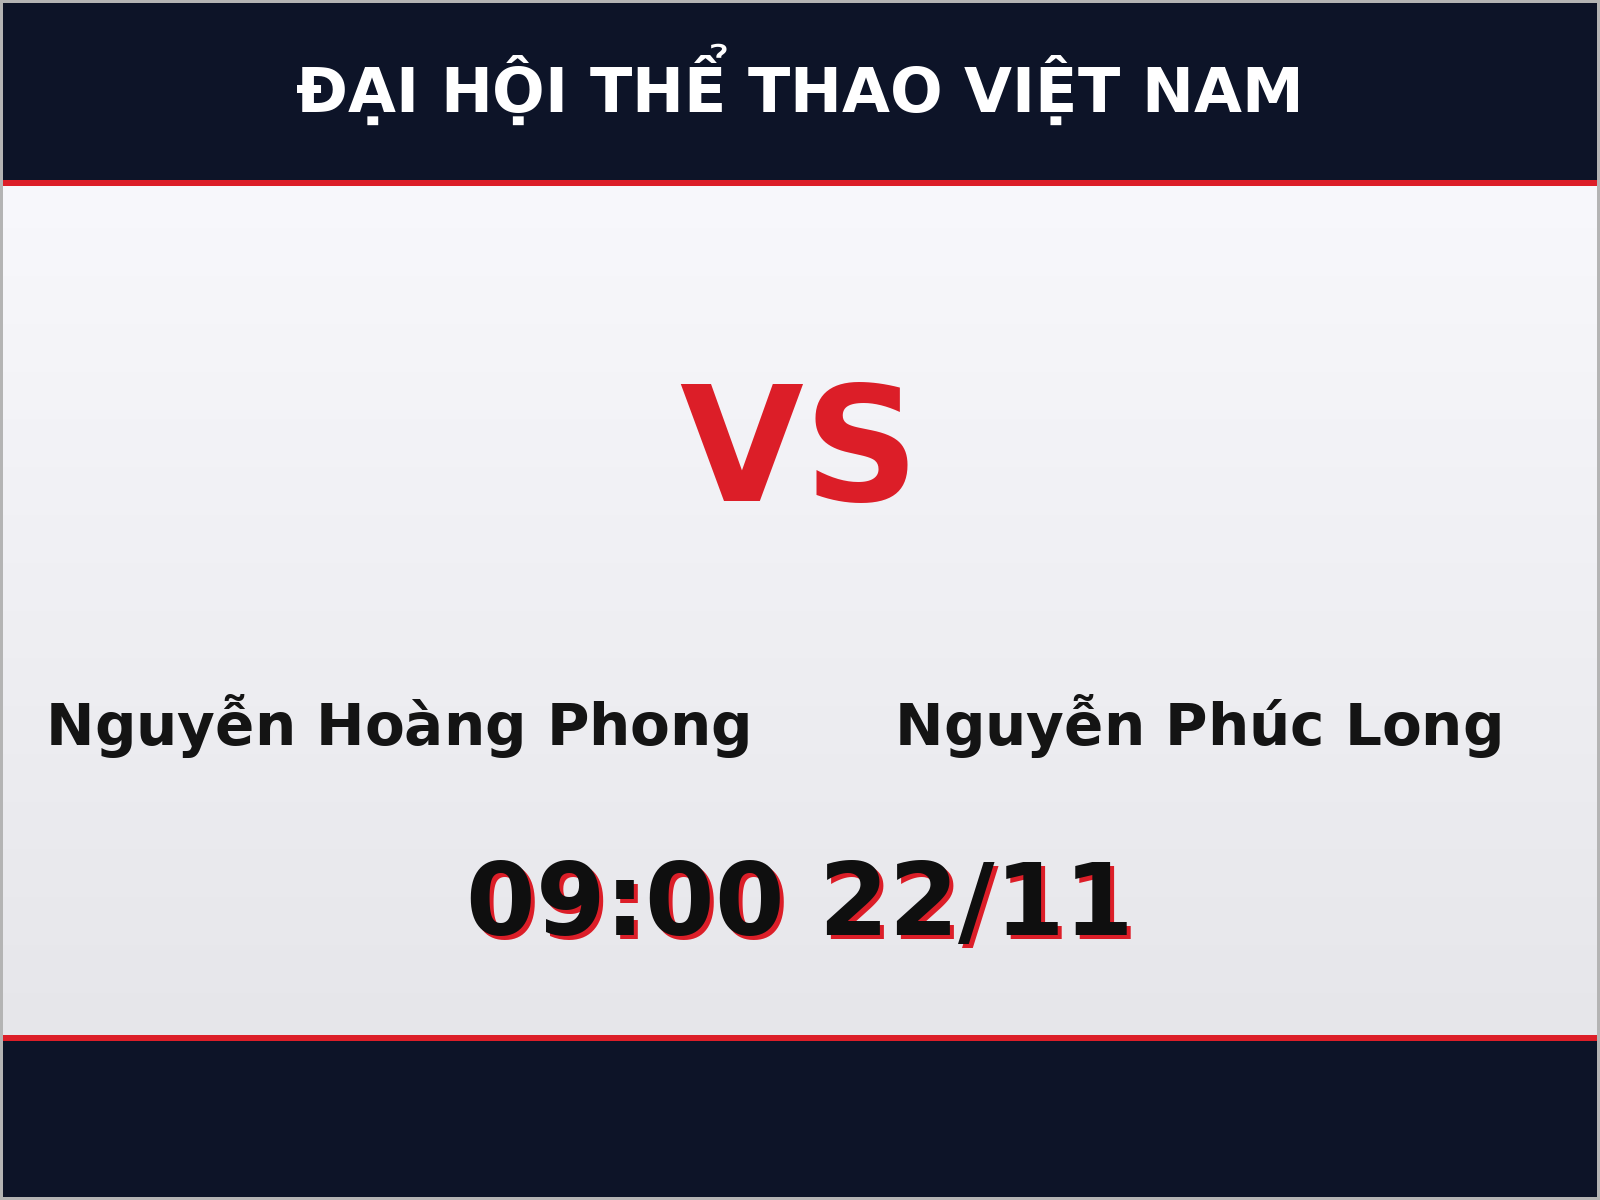 ĐẠI HỘI THỂ THAO VIỆT NAM
VS
Nguyễn Hoàng Phong
Nguyễn Phúc Long
09:00 22/11